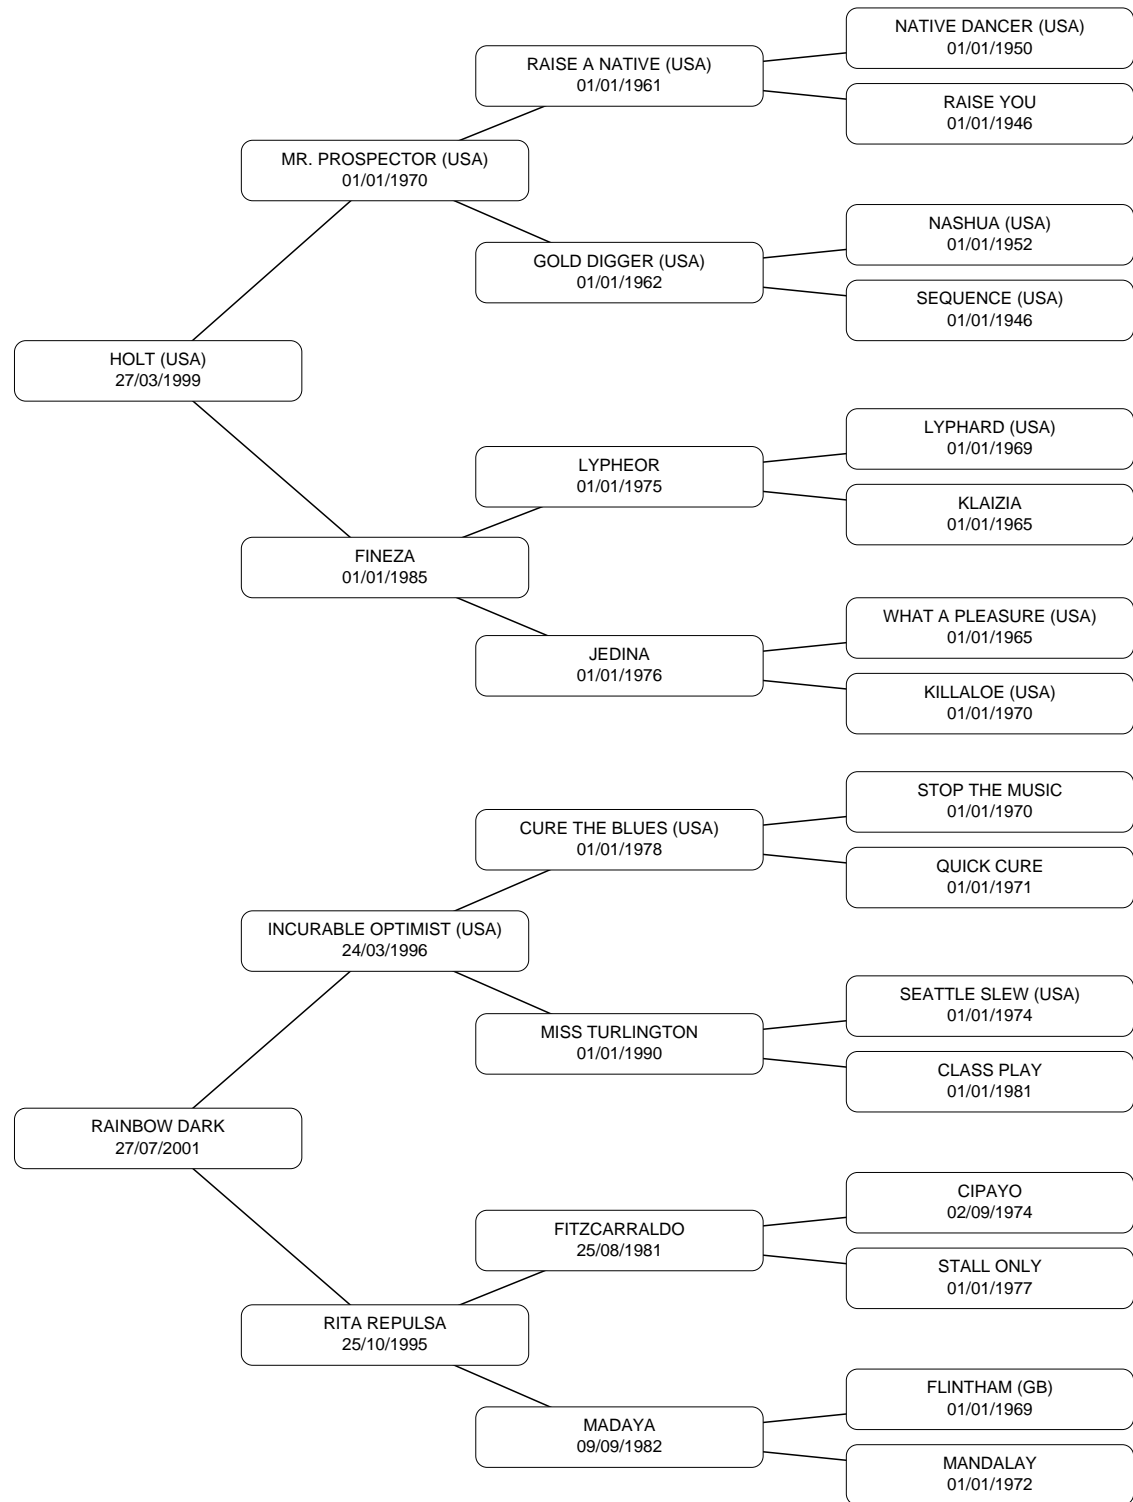 NATIVE DANCER (USA)
01/01/1950
RAISE A NATIVE (USA)
01/01/1961
RAISE YOU
01/01/1946
MR. PROSPECTOR (USA)
01/01/1970
NASHUA (USA)
01/01/1952
GOLD DIGGER (USA)
01/01/1962
SEQUENCE (USA)
01/01/1946
HOLT (USA)
27/03/1999
LYPHARD (USA)
01/01/1969
LYPHEOR
01/01/1975
KLAIZIA
01/01/1965
FINEZA
01/01/1985
WHAT A PLEASURE (USA)
01/01/1965
JEDINA
01/01/1976
KILLALOE (USA)
01/01/1970
STOP THE MUSIC
01/01/1970
CURE THE BLUES (USA)
01/01/1978
QUICK CURE
01/01/1971
INCURABLE OPTIMIST (USA)
24/03/1996
SEATTLE SLEW (USA)
01/01/1974
MISS TURLINGTON
01/01/1990
CLASS PLAY
01/01/1981
RAINBOW DARK
27/07/2001
CIPAYO
02/09/1974
FITZCARRALDO
25/08/1981
STALL ONLY
01/01/1977
RITA REPULSA
25/10/1995
FLINTHAM (GB)
01/01/1969
MADAYA
09/09/1982
MANDALAY
01/01/1972